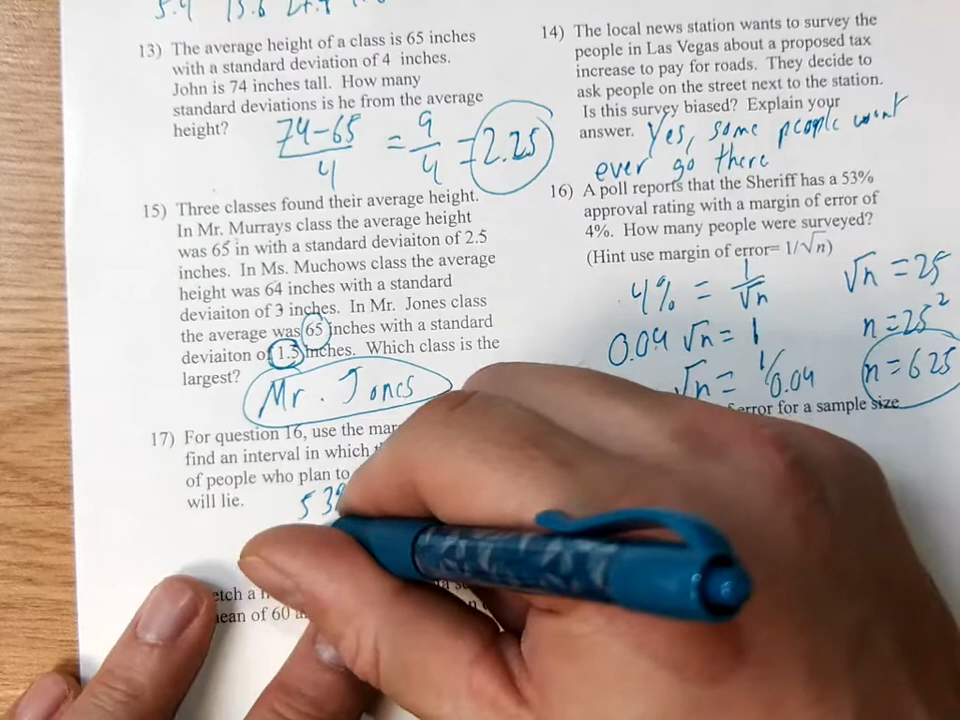 5.4 15.6
13) The average height of a class is 65 inches
with a standard deviation of 4 inches.
John is 74 inches tall. How many
standard deviations is he from the average
height?
74-65
/4 = 9/4 = 2.25
14) The local news station wants to survey the
people in Las Vegas about a proposed tax
increase to pay for roads. They decide to
ask people on the street next to the station.
Is this survey biased? Explain your
answer. Yes, some people wont
ever go there
15) Three classes found their average height.
In Mr. Murrays class the average height
was 65 in with a standard deviaiton of 2.5
inches. In Ms. Muchows class the average
height was 64 inches with a standard
deviaiton of 3 inches. In Mr. Jones class
the average was 65 inches with a standard
deviaiton of 1.5 inches. Which class is the
largest?
Mr. Jones
16) A poll reports that the Sheriff has a 53%
approval rating with a margin of error of
4%. How many people were surveyed?
(Hint use margin of error= 1/√n)
4% = 1/√n
0.04 √n = 1
√n = 1/0.04
√n = 25
n = 25²
n = 625
17) For question 16, use the
find an interval in which
of people who plan to
will lie.
53
error for a sample size
of 60